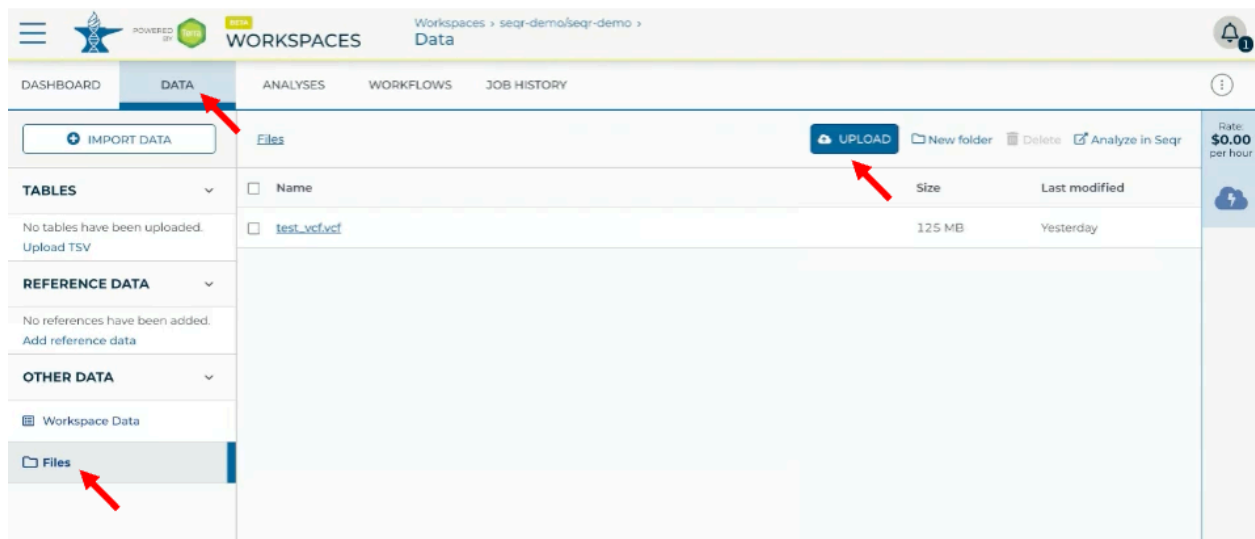 POWERED BY Terra
BETA
WORKSPACES
Workspaces › seqr-demo/seqr-demo ›
Data
1
DASHBOARD DATA ANALYSES WORKFLOWS JOB HISTORY
IMPORT DATA
Files
UPLOAD New folder Delete Analyze in Seqr
Rate:
$0.00
per hour
TABLES
Name Size Last modified
No tables have been uploaded.
Upload TSV
test_vcf.vcf 125 MB Yesterday
REFERENCE DATA
No references have been added.
Add reference data
OTHER DATA
Workspace Data
Files